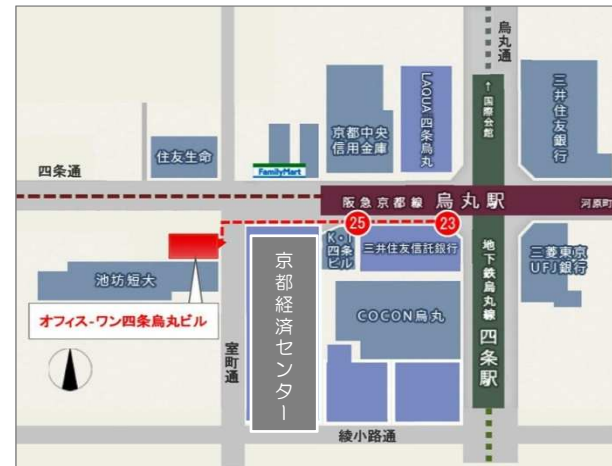 烏丸通
三井住友銀行
↑国際会館
LAQUA四条烏丸
京都中央
信用金庫
住友生命
FamilyMart
四条通
阪急京都線 烏丸駅
河原町
25
23
K・I
四条
ビル
三井住友信託銀行
地下鉄烏丸線 四条駅
三菱東京
UFJ銀行
京都経済センター
池坊短大
COCON烏丸
オフィス-ワン四条烏丸ビル
室町通
綾小路通